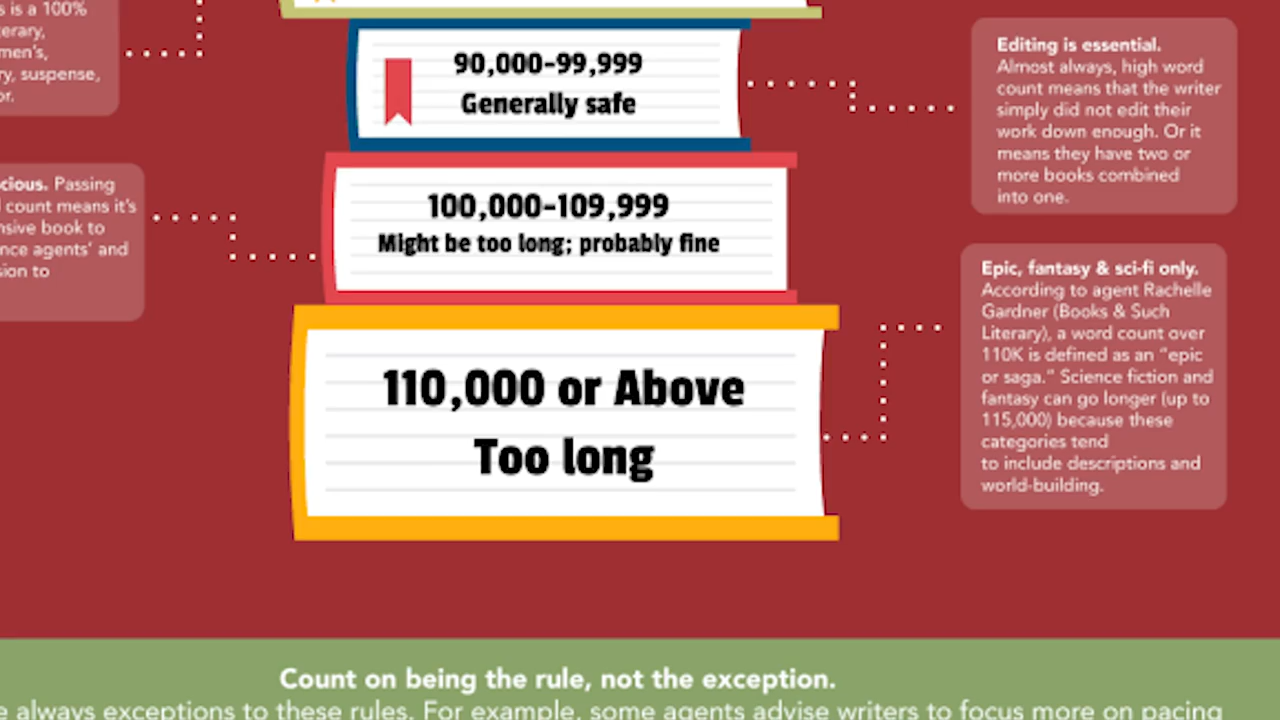 s is a 100%
erary,
men's,
ry, suspense,
or.
90,000-99,999
Generally safe
Editing is essential.
Almost always, high word
count means that the writer
simply did not edit their
work down enough. Or it
means they have two or
more books combined
into one.
cious. Passing
count means it's
nsive book to
nce agents' and
sion to
100,000-109,999
Might be too long; probably fine
110,000 or Above
Too long
Epic, fantasy & sci-fi only.
According to agent Rachelle
Gardner (Books & Such
Literary), a word count over
110K is defined as an "epic
or saga." Science fiction and
fantasy can go longer (up to
115,000) because these
categories tend
to include descriptions and
world-building.
Count on being the rule, not the exception.
e always exceptions to these rules. For example, some agents advise writers to focus more on pacing